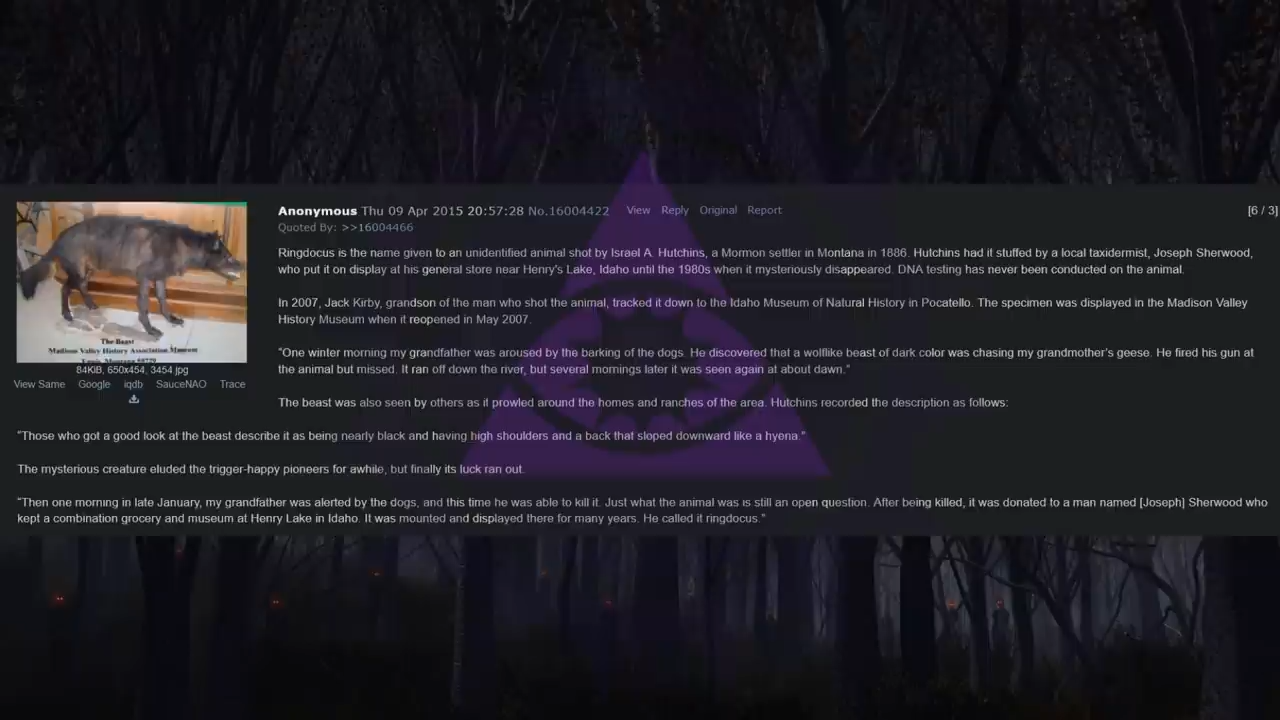 Anonymous Thu 09 Apr 2015 20:57:28 No.16004422 View Reply Original Report [6 / 3]
Quoted By: >>16004466
Ringdocus is the name given to an unidentified animal shot by Israel A. Hutchins, a Mormon settler in Montana in 1886. Hutchins had it stuffed by a local taxidermist, Joseph Sherwood,
who put it on display at his general store near Henry's Lake, Idaho until the 1980s when it mysteriously disappeared. DNA testing has never been conducted on the animal.
In 2007, Jack Kirby, grandson of the man who shot the animal, tracked it down to the Idaho Museum of Natural History in Pocatello. The specimen was displayed in the Madison Valley
History Museum when it reopened in May 2007.
“One winter morning my grandfather was aroused by the barking of the dogs. He discovered that a wolflike beast of dark color was chasing my grandmother's geese. He fired his gun at
the animal but missed. It ran off down the river, but several mornings later it was seen again at about dawn.”
The Beast
Madison Valley History Association Museum
Ennis, Montana 59729
84KiB, 650x454, 3454.jpg
View Same Google iqdb SauceNAO Trace
The beast was also seen by others as it prowled around the homes and ranches of the area. Hutchins recorded the description as follows:
“Those who got a good look at the beast describe it as being nearly black and having high shoulders and a back that sloped downward like a hyena.”
The mysterious creature eluded the trigger-happy pioneers for awhile, but finally its luck ran out.
“Then one morning in late January, my grandfather was alerted by the dogs, and this time he was able to kill it. Just what the animal was is still an open question. After being killed, it was donated to a man named [Joseph] Sherwood who
kept a combination grocery and museum at Henry Lake in Idaho. It was mounted and displayed there for many years. He called it ringdocus.”